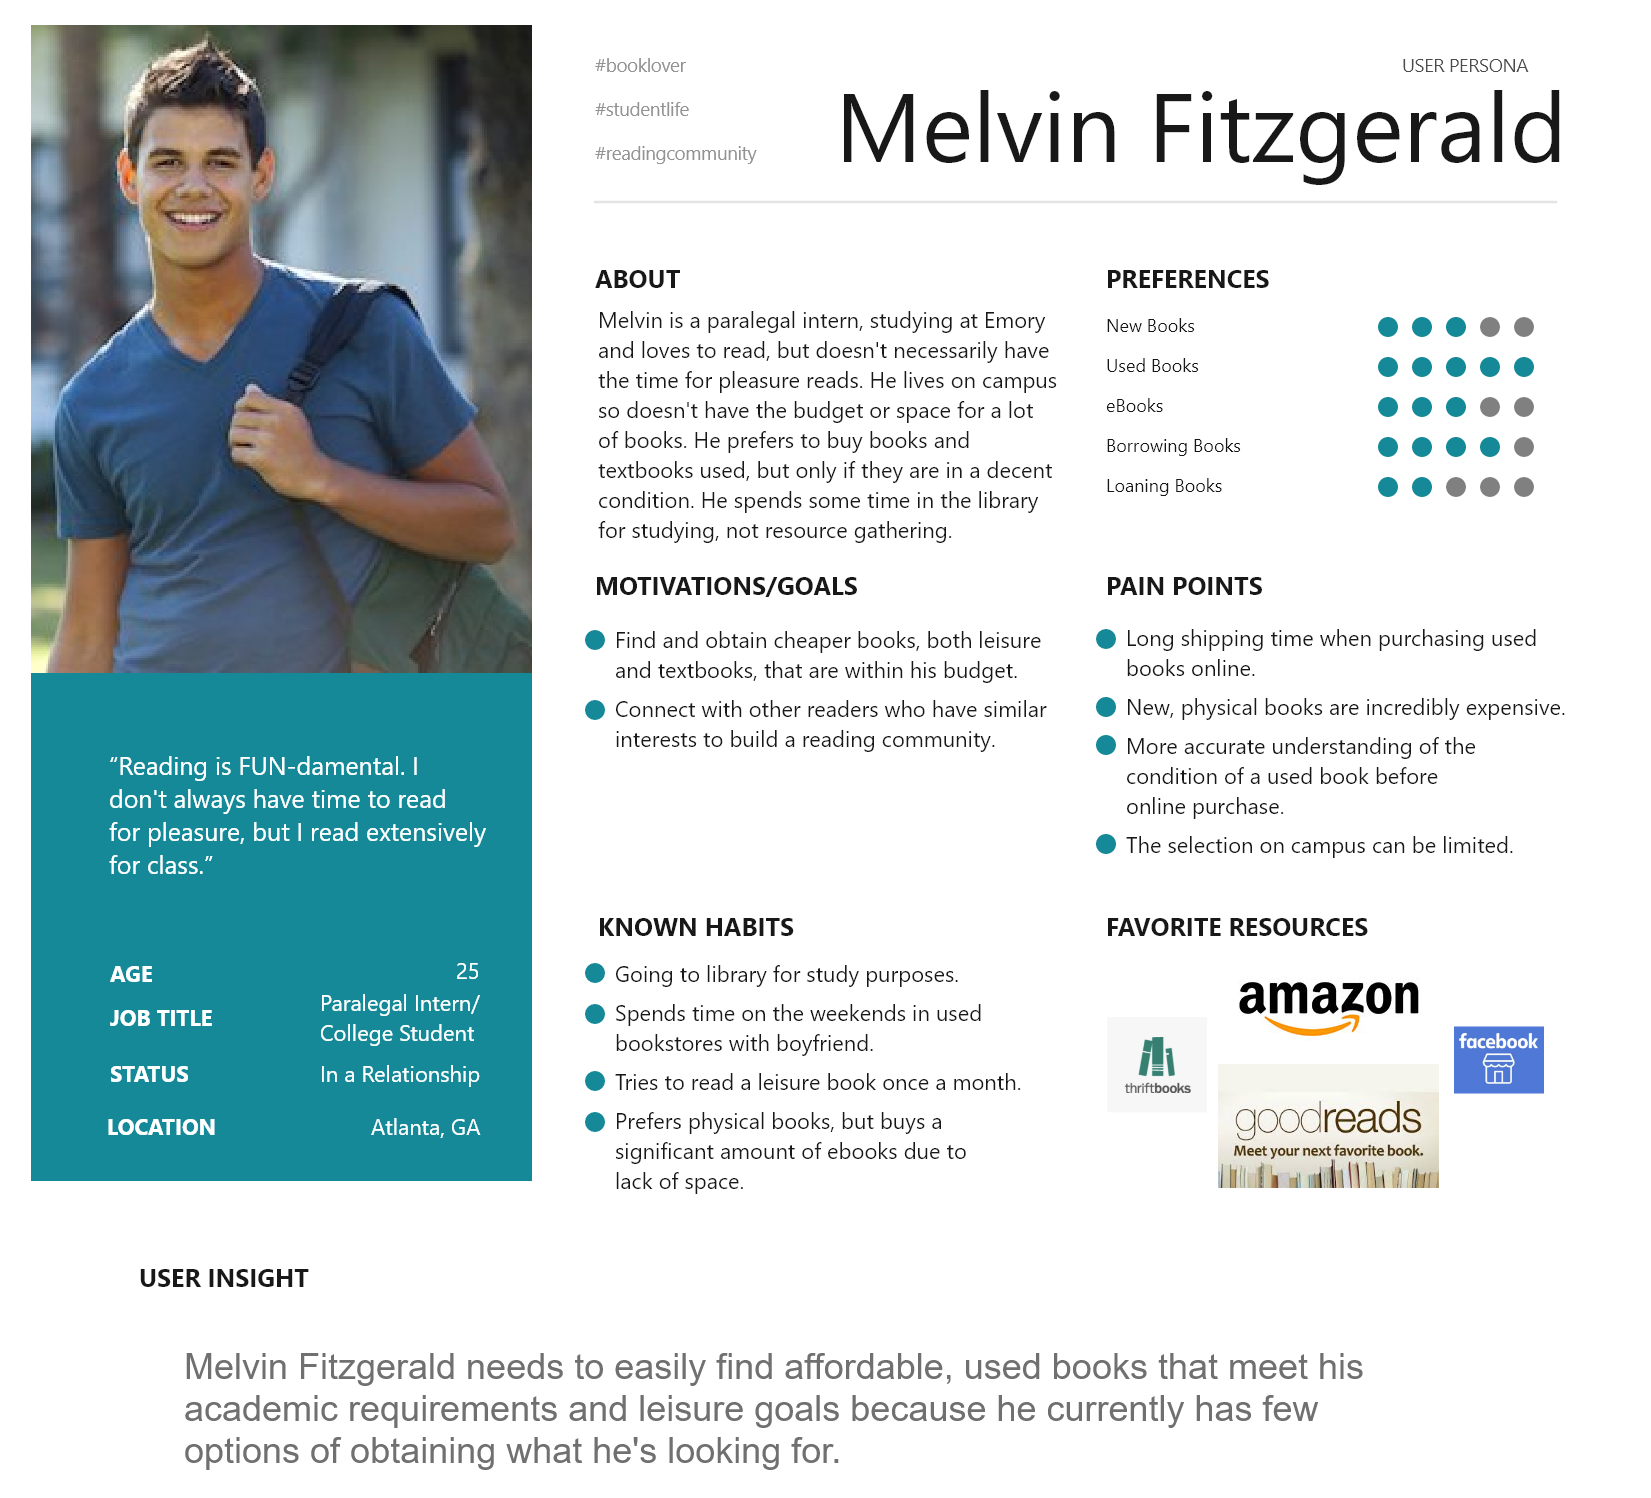 #booklover
#studentlife
#readingcommunity
USER PERSONA
Melvin Fitzgerald
ABOUT
Melvin is a paralegal intern, studying at Emory
and loves to read, but doesn't necessarily have
the time for pleasure reads. He lives on campus
so doesn't have the budget or space for a lot
of books. He prefers to buy books and
textbooks used, but only if they are in a decent
condition. He spends some time in the library
for studying, not resource gathering.
PREFERENCES
New Books
Used Books
eBooks
Borrowing Books
Loaning Books
MOTIVATIONS/GOALS
Find and obtain cheaper books, both leisure
and textbooks, that are within his budget.
Connect with other readers who have similar
interests to build a reading community.
PAIN POINTS
Long shipping time when purchasing used
books online.
New, physical books are incredibly expensive.
More accurate understanding of the
condition of a used book before
online purchase.
The selection on campus can be limited.
“Reading is FUN-damental. I
don't always have time to read
for pleasure, but I read extensively
for class.”
AGE 25
JOB TITLE Paralegal Intern/
College Student
STATUS In a Relationship
LOCATION Atlanta, GA
KNOWN HABITS
Going to library for study purposes.
Spends time on the weekends in used
bookstores with boyfriend.
Tries to read a leisure book once a month.
Prefers physical books, but buys a
significant amount of ebooks due to
lack of space.
FAVORITE RESOURCES
amazon
thriftbooks
facebook
goodreads
Meet your next favorite book.
USER INSIGHT
Melvin Fitzgerald needs to easily find affordable, used books that meet his
academic requirements and leisure goals because he currently has few
options of obtaining what he's looking for.